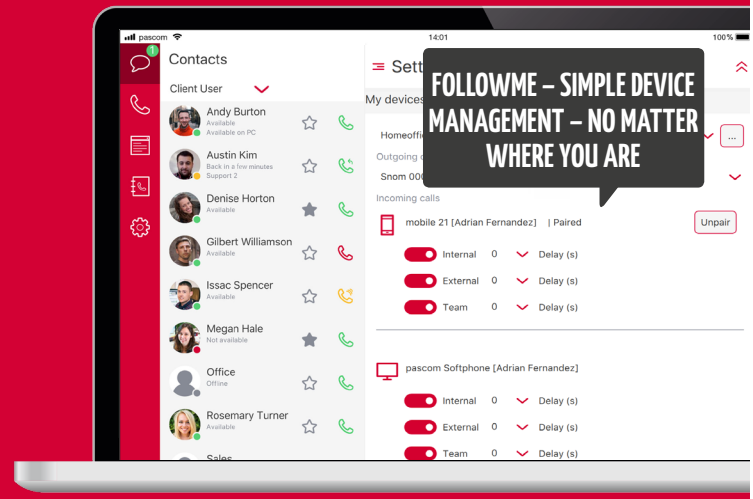 pascom
14:01
100%
1
Contacts
Client User
Andy Burton
Available
Available on PC
Austin Kim
Back in a few minutes
Support 2
Denise Horton
Available
Gilbert Williamson
Available
Issac Spencer
Available
Megan Hale
Not available
Office
Offline
Rosemary Turner
Available
Sales
FOLLOWME – SIMPLE DEVICE
MANAGEMENT – NO MATTER
WHERE YOU ARE
My devices
...
Outgoing
Snom
Incoming calls
mobile 21 [Adrian Fernandez] | Paired
Unpair
Internal 0 Delay (s)
External 0 Delay (s)
Team 0 Delay (s)
pascom Softphone [Adrian Fernandez]
Internal 0 Delay (s)
External 0 Delay (s)
Team 0 Delay (s)